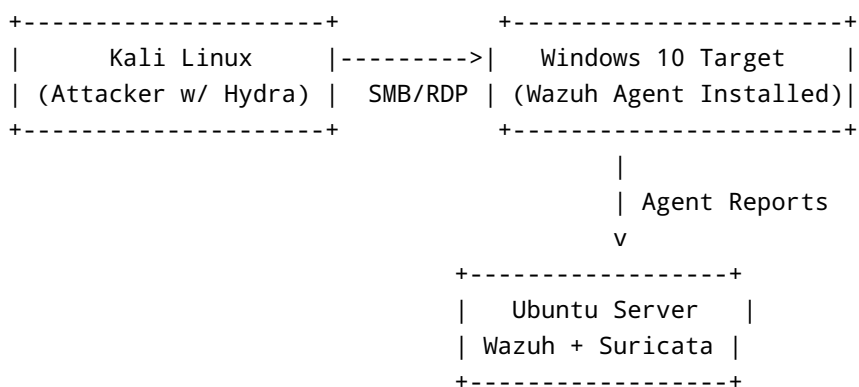 Kali Linux --------->| Windows 10 Target
(Attacker w/ Hydra) SMB/RDP (Wazuh Agent Installed)
Agent Reports
v
Ubuntu Server
Wazuh + Suricata